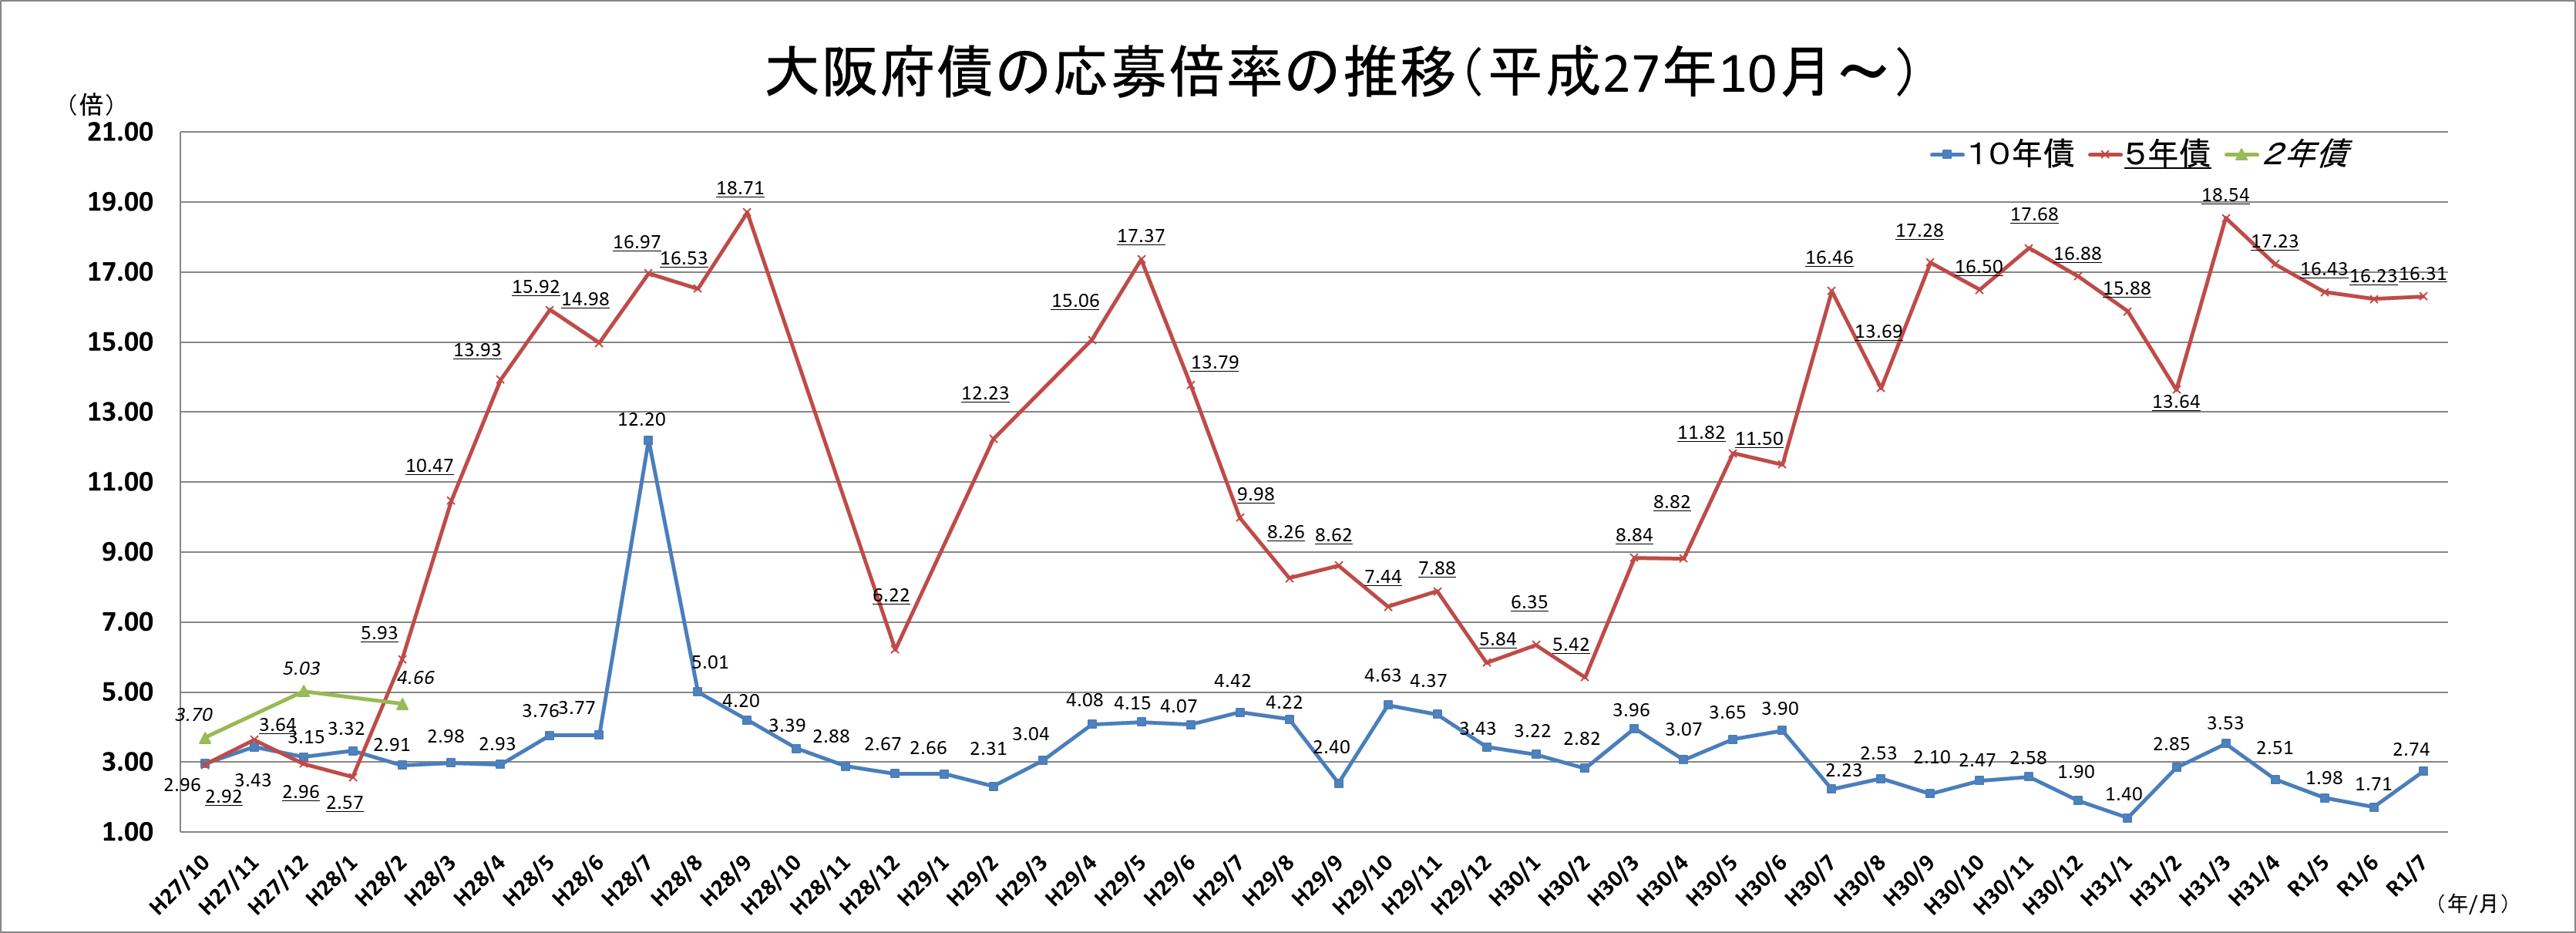 大阪府債の応募倍率の推移（平成27年10月～）
（倍）
１０年債 ５年債 ２年債
21.00
19.00
17.00
15.00
13.00
11.00
9.00
7.00
5.00
3.00
1.00
2.96 3.43 3.15 3.32 2.91 2.98 2.93 3.76 3.77 12.20 5.01 4.20 3.39 2.88 2.67 2.66 2.31 3.04 4.08 4.15 4.07 4.42 4.22 2.40 4.63 4.37 3.43 3.22 2.82 3.96 3.07 3.65 3.90 2.23 2.53 2.10 2.47 2.58 1.90 1.40 2.85 3.53 2.51 1.98 1.71 2.74
2.92 3.64 2.96 2.57 5.93 10.47 13.93 15.92 14.98 16.97 16.53 18.71 6.22 12.23 15.06 17.37 13.79 9.98 8.26 8.62 7.44 7.88 5.84 6.35 5.42 8.84 8.82 11.82 11.50 16.46 13.69 17.28 16.50 17.68 16.88 15.88 13.64 18.54 17.23 16.43 16.23 16.31
3.70 5.03 4.66
H27/10 H27/11 H27/12 H28/1 H28/2 H28/3 H28/4 H28/5 H28/6 H28/7 H28/8 H28/9 H28/10 H28/11 H28/12 H29/1 H29/2 H29/3 H29/4 H29/5 H29/6 H29/7 H29/8 H29/9 H29/10 H29/11 H29/12 H30/1 H30/2 H30/3 H30/4 H30/5 H30/6 H30/7 H30/8 H30/9 H30/10 H30/11 H30/12 H31/1 H31/2 H31/3 H31/4 R1/5 R1/6 R1/7
（年/月）